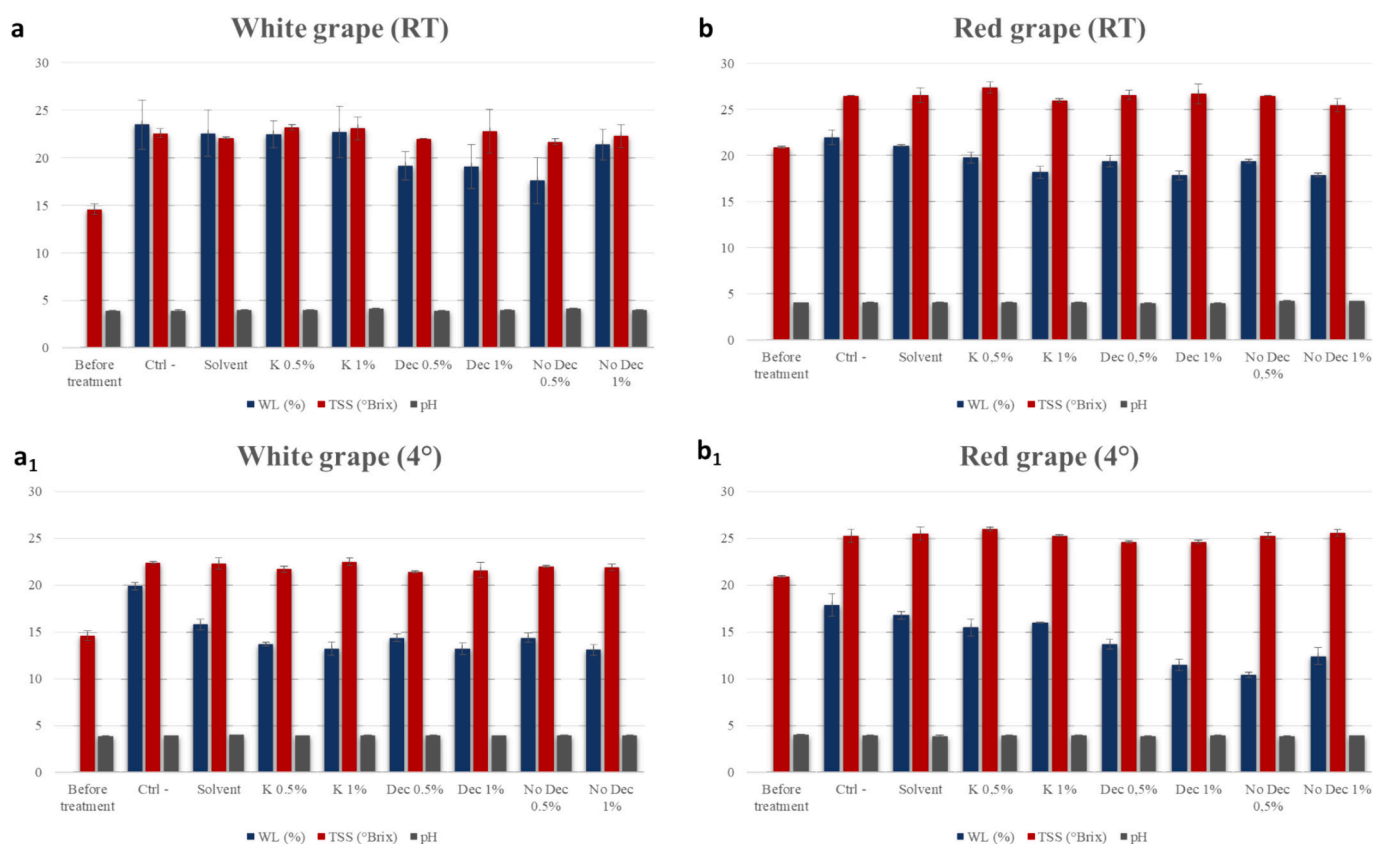 a
White grape (RT)
30
25
20
15
10
5
0
Before treatment
Ctrl -
Solvent
K 0.5%
K 1%
Dec 0.5%
Dec 1%
No Dec 0.5%
No Dec 1%
WL (%) TSS (°Brix) pH
b
Red grape (RT)
30
25
20
15
10
5
0
Before treatment
Ctrl -
Solvent
K 0,5%
K 1%
Dec 0,5%
Dec 1%
No Dec 0,5%
No Dec 1%
WL (%) TSS (°Brix) pH
a1
White grape (4°)
30
25
20
15
10
5
0
Before treatment
Ctrl -
Solvent
K 0.5%
K 1%
Dec 0.5%
Dec 1%
No Dec 0.5%
No Dec 1%
WL (%) TSS (°Brix) pH
b1
Red grape (4°)
30
25
20
15
10
5
0
Before treatment
Ctrl -
Solvent
K 0,5%
K 1%
Dec 0,5%
Dec 1%
No Dec 0,5%
No Dec 1%
WL (%) TSS (°Brix) pH